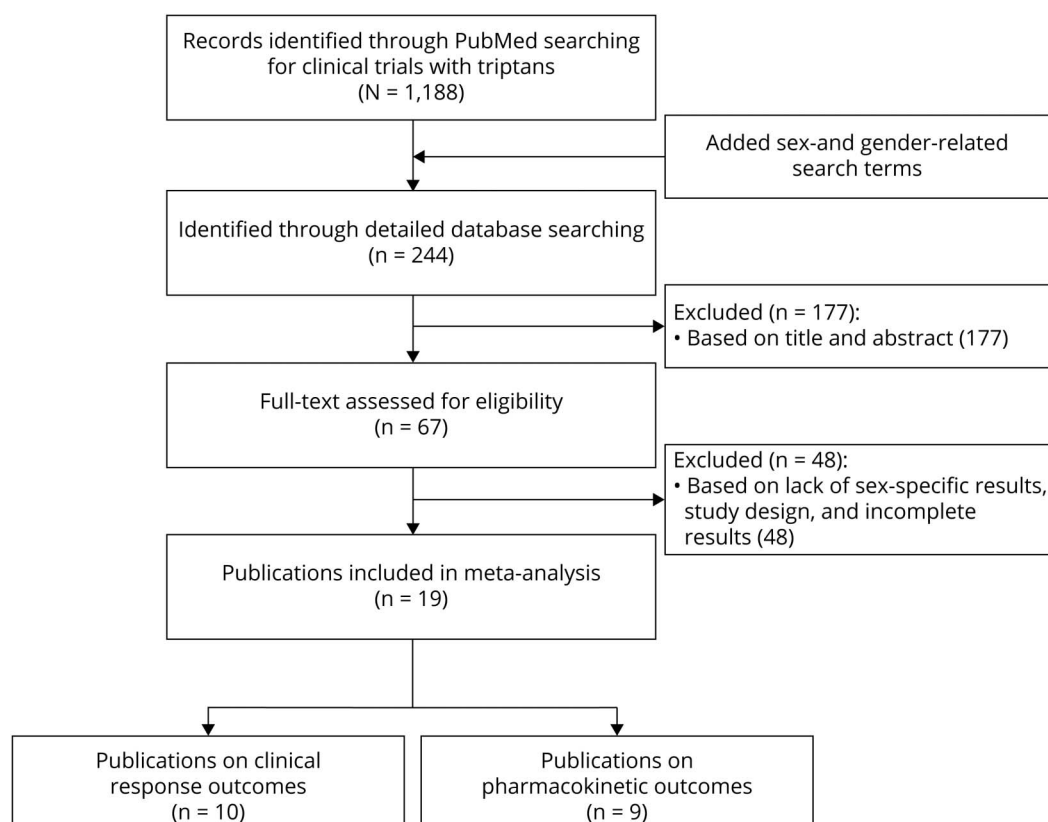 Records identified through PubMed searching
for clinical trials with triptans
(N = 1,188)
Added sex-and gender-related
search terms
Identified through detailed database searching
(n = 244)
Excluded (n = 177):
• Based on title and abstract (177)
Full-text assessed for eligibility
(n = 67)
Excluded (n = 48):
• Based on lack of sex-specific results,
study design, and incomplete
results (48)
Publications included in meta-analysis
(n = 19)
Publications on clinical
response outcomes
(n = 10)
Publications on
pharmacokinetic outcomes
(n = 9)